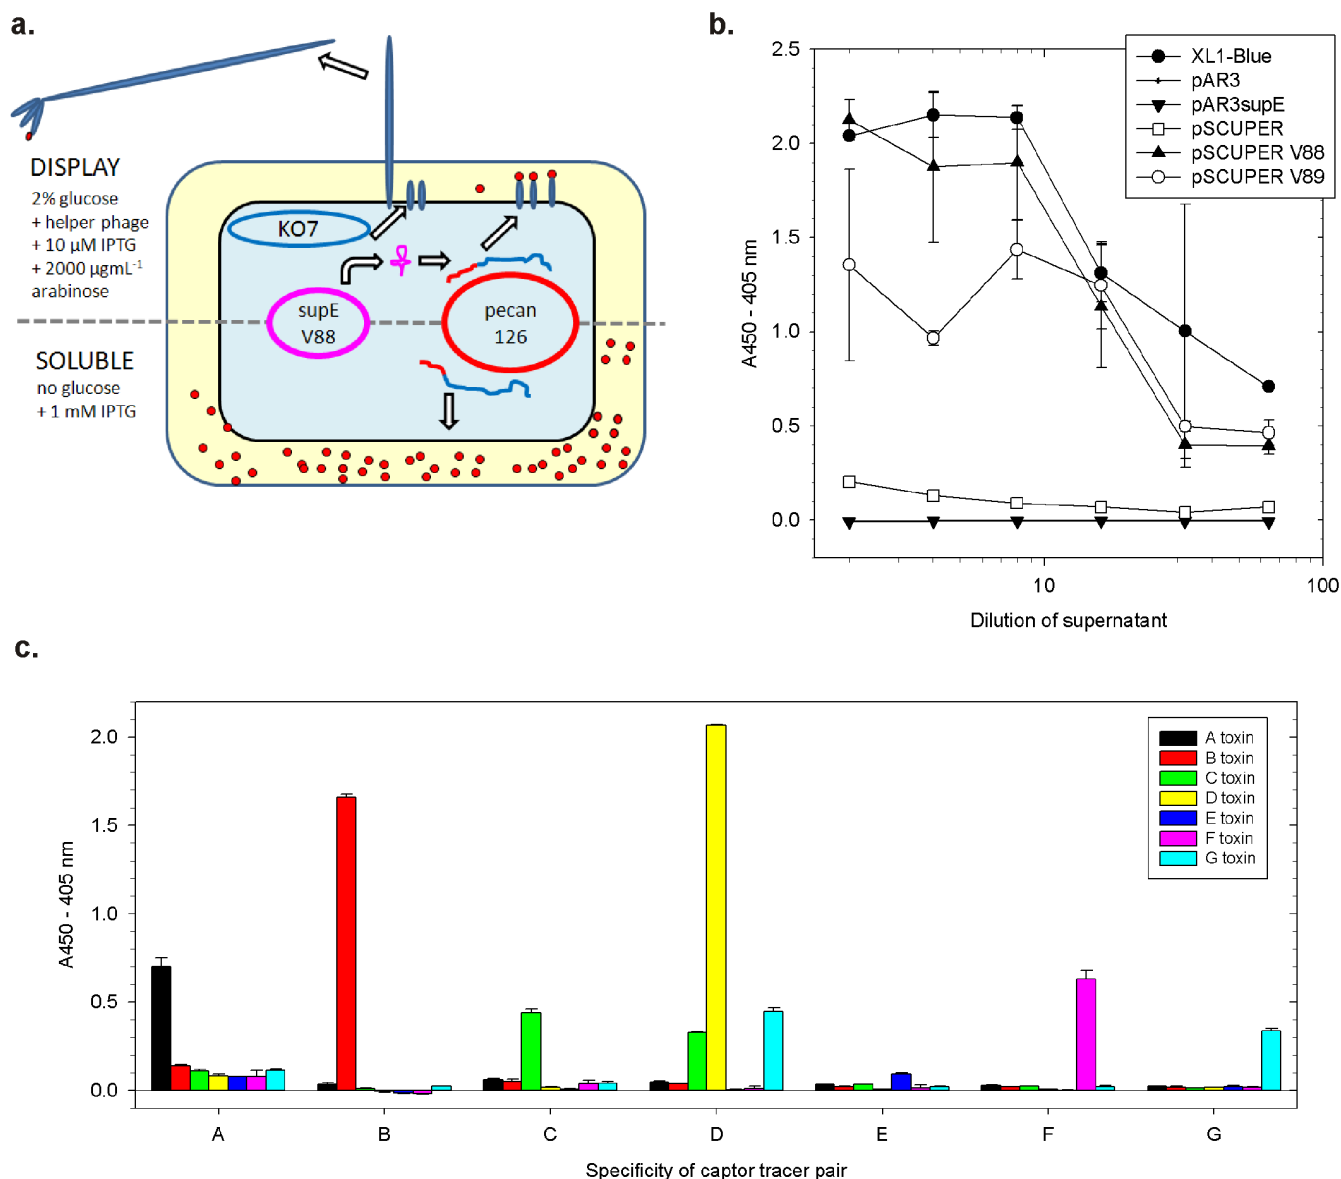 a.
DISPLAY
2% glucose
+ helper phage
+ 10 µM IPTG
+ 2000 µgmL⁻¹
arabinose
SOLUBLE
no glucose
+ 1 mM IPTG
KO7
supE
V88
pecan
126
b.
2.5
2.0
1.5
1.0
0.5
0.0
A450 - 405 nm
10
100
Dilution of supernatant
XL1-Blue
pAR3
pAR3supE
pSCUPER
pSCUPER V88
pSCUPER V89
c.
2.0
1.5
1.0
0.5
0.0
A450 - 405 nm
A toxin
B toxin
C toxin
D toxin
E toxin
F toxin
G toxin
A B C D E F G
Specificity of captor tracer pair